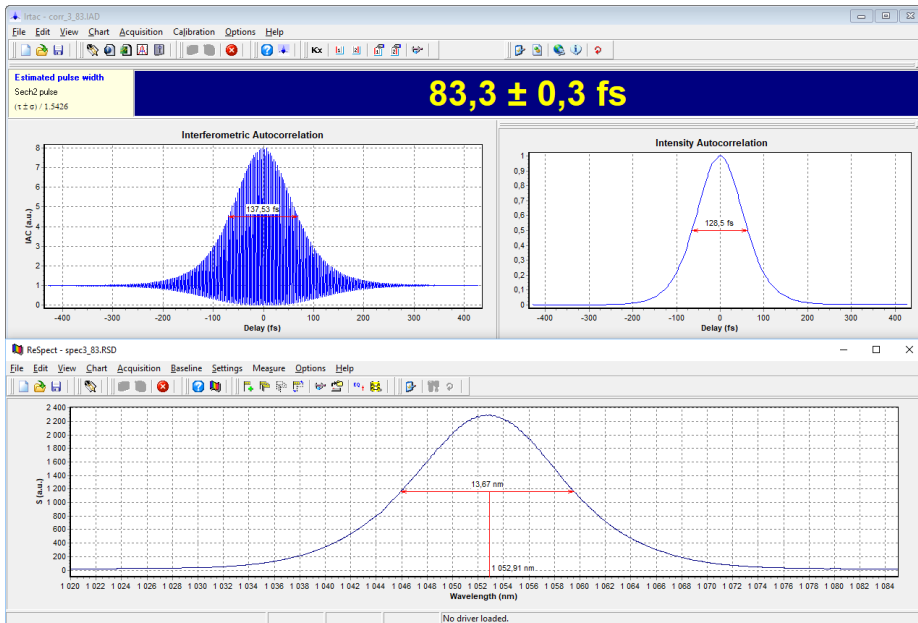 Irtac - corr_3_83.IAD
File Edit View Chart Acquisition Calibration Options Help
Kx
Estimated pulse width
Sech2 pulse
(τ ± σ) / 1.5426
83,3 ± 0,3 fs
Interferometric Autocorrelation
8
7
6
5
4
3
2
1
0
IAC (a.u.)
137,53 fs
-400 -300 -200 -100 0 100 200 300 400
Delay (fs)
Intensity Autocorrelation
1
0,9
0,8
0,7
0,6
0,5
0,4
0,3
0,2
0,1
0
128,5 fs
-400 -300 -200 -100 0 100 200 300 400
Delay (fs)
ReSpect - spec3_83.RSD
File Edit View Chart Acquisition Baseline Settings Measure Options Help
2 400
2 200
2 000
1 800
1 600
1 400
1 200
1 000
800
600
400
200
0
S (a.u.)
13,67 nm
1 052,91 nm
1 020 1 022 1 024 1 026 1 028 1 030 1 032 1 034 1 036 1 038 1 040 1 042 1 044 1 046 1 048 1 050 1 052 1 054 1 056 1 058 1 060 1 062 1 064 1 066 1 068 1 070 1 072 1 074 1 076 1 078 1 080 1 082 1 084
Wavelength (nm)
No driver loaded.